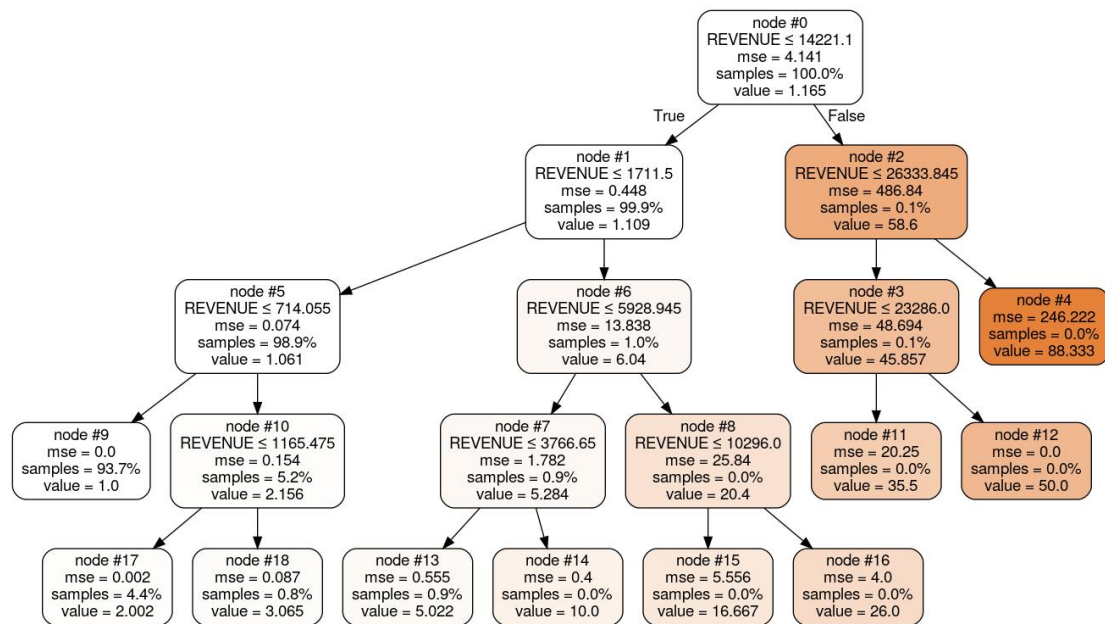 node #0
REVENUE ≤ 14221.1
mse = 4.141
samples = 100.0%
value = 1.165
True
False
node #1
REVENUE ≤ 1711.5
mse = 0.448
samples = 99.9%
value = 1.109
node #2
REVENUE ≤ 26333.845
mse = 486.84
samples = 0.1%
value = 58.6
node #5
REVENUE ≤ 714.055
mse = 0.074
samples = 98.9%
value = 1.061
node #6
REVENUE ≤ 5928.945
mse = 13.838
samples = 1.0%
value = 6.04
node #3
REVENUE ≤ 23286.0
mse = 48.694
samples = 0.1%
value = 45.857
node #4
mse = 246.222
samples = 0.0%
value = 88.333
node #9
mse = 0.0
samples = 93.7%
value = 1.0
node #10
REVENUE ≤ 1165.475
mse = 0.154
samples = 5.2%
value = 2.156
node #7
REVENUE ≤ 3766.65
mse = 1.782
samples = 0.9%
value = 5.284
node #8
REVENUE ≤ 10296.0
mse = 25.84
samples = 0.0%
value = 20.4
node #11
mse = 20.25
samples = 0.0%
value = 35.5
node #12
mse = 0.0
samples = 0.0%
value = 50.0
node #17
mse = 0.002
samples = 4.4%
value = 2.002
node #18
mse = 0.087
samples = 0.8%
value = 3.065
node #13
mse = 0.555
samples = 0.9%
value = 5.022
node #14
mse = 0.4
samples = 0.0%
value = 10.0
node #15
mse = 5.556
samples = 0.0%
value = 16.667
node #16
mse = 4.0
samples = 0.0%
value = 26.0